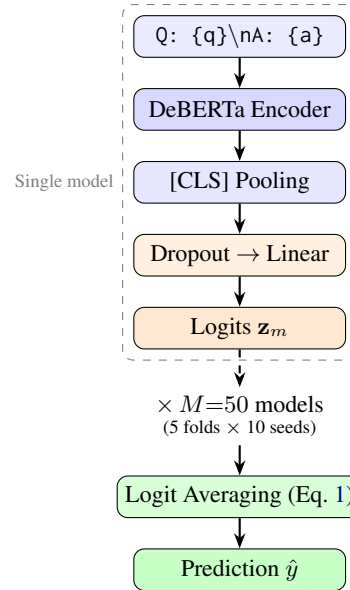 Q: {q}\nA: {a}
DeBERTa Encoder
Single model
[CLS] Pooling
Dropout → Linear
Logits z_m
× M=50 models
(5 folds × 10 seeds)
Logit Averaging (Eq. 1)
Prediction ŷ